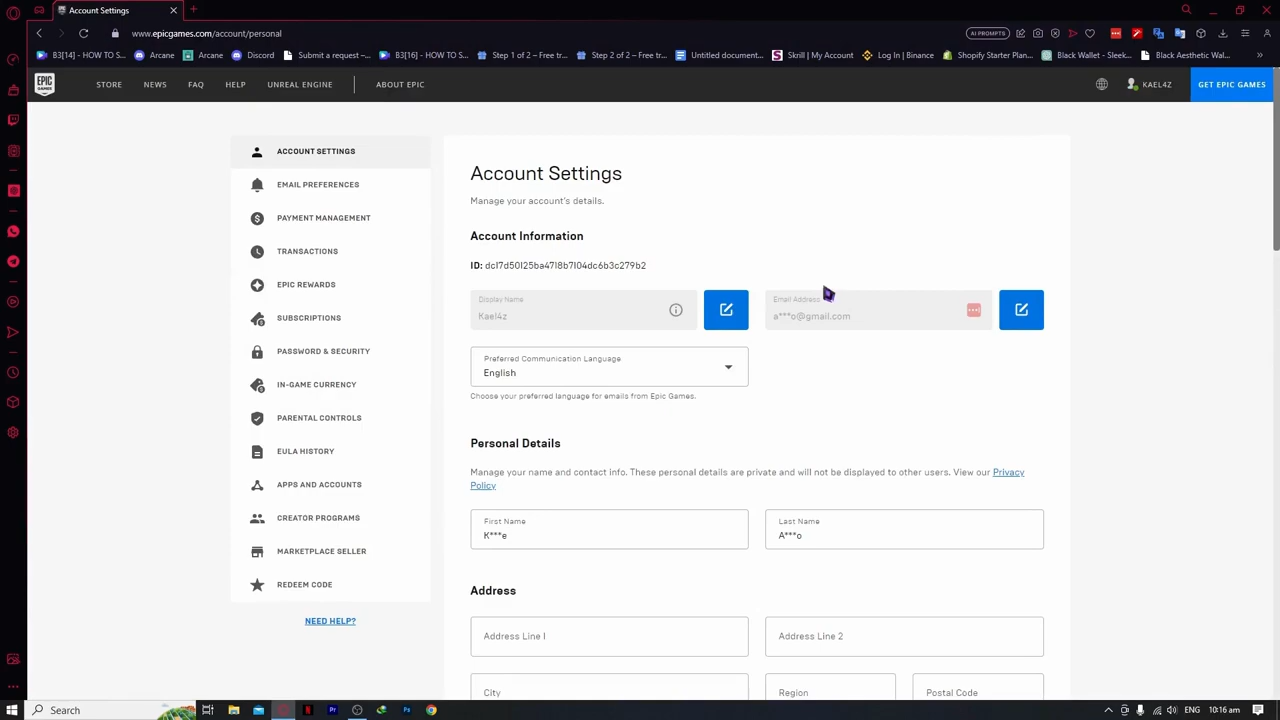 Account Settings
www.epicgames.com/account/personal
AI PROMPTS
B3[14] - HOW TO S...
Arcane
Discord
Submit a request –...
B3[16] - HOW TO S...
Step 1 of 2 – Free tr...
Step 2 of 2 – Free tr...
Untitled document...
Skrill | My Account
Log In | Binance
Shopify Starter Plan...
Black Wallet - Sleek...
Black Aesthetic Wal...
EPIC GAMES
STORE
NEWS
FAQ
HELP
UNREAL ENGINE
ABOUT EPIC
KAEL4Z
GET EPIC GAMES
ACCOUNT SETTINGS
EMAIL PREFERENCES
PAYMENT MANAGEMENT
TRANSACTIONS
EPIC REWARDS
SUBSCRIPTIONS
PASSWORD & SECURITY
IN-GAME CURRENCY
PARENTAL CONTROLS
EULA HISTORY
APPS AND ACCOUNTS
CREATOR PROGRAMS
MARKETPLACE SELLER
REDEEM CODE
NEED HELP?
Account Settings
Manage your account's details.
Account Information
ID: dc17d50125ba4718b7104dc6b3c279b2
Display Name
Kael4z
Email Address
a***o@gmail.com
Preferred Communication Language
English
Choose your preferred language for emails from Epic Games.
Personal Details
Manage your name and contact info. These personal details are private and will not be displayed to other users. View our Privacy
Policy
First Name
K***e
Last Name
A***o
Address
Address Line 1
Address Line 2
City
Region
Postal Code
Search
ENG
10:16 am